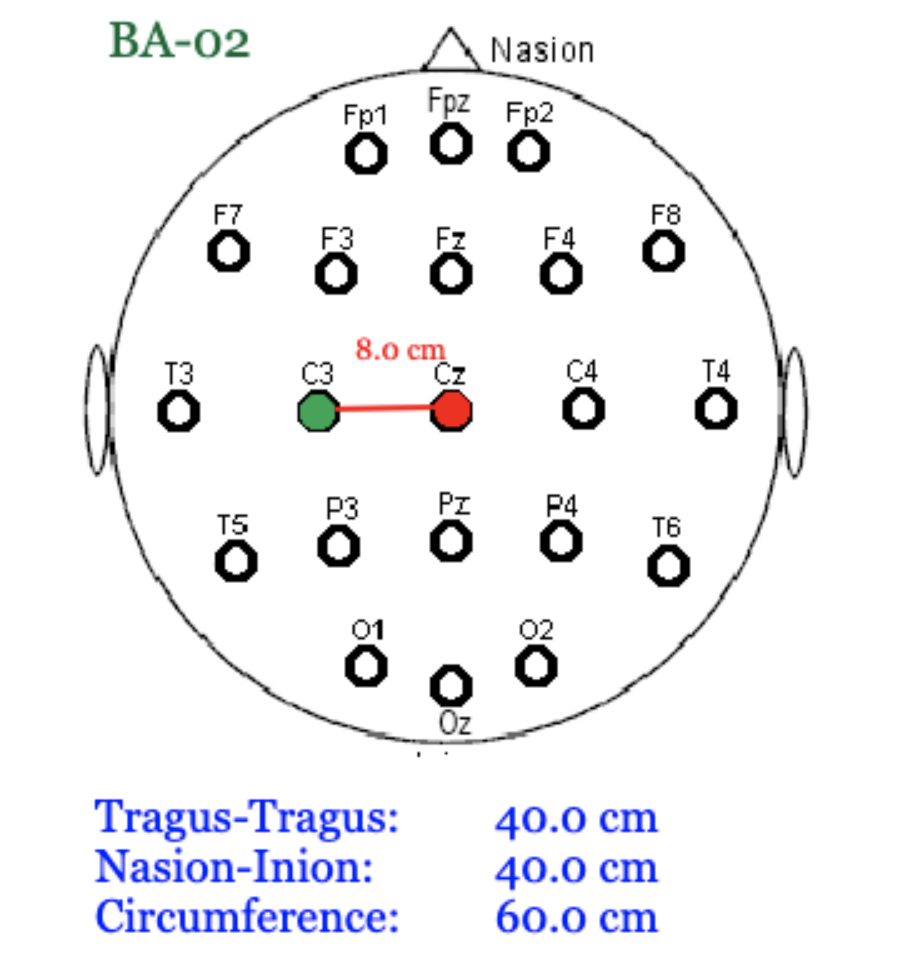 BA-02
Nasion
Fp1 Fpz Fp2
F7 F3 Fz F4 F8
8.0 cm
T3 C3 Cz C4 T4
T5 P3 Pz P4 T6
O1 O2
Oz
Tragus-Tragus: 40.0 cm
Nasion-Inion: 40.0 cm
Circumference: 60.0 cm